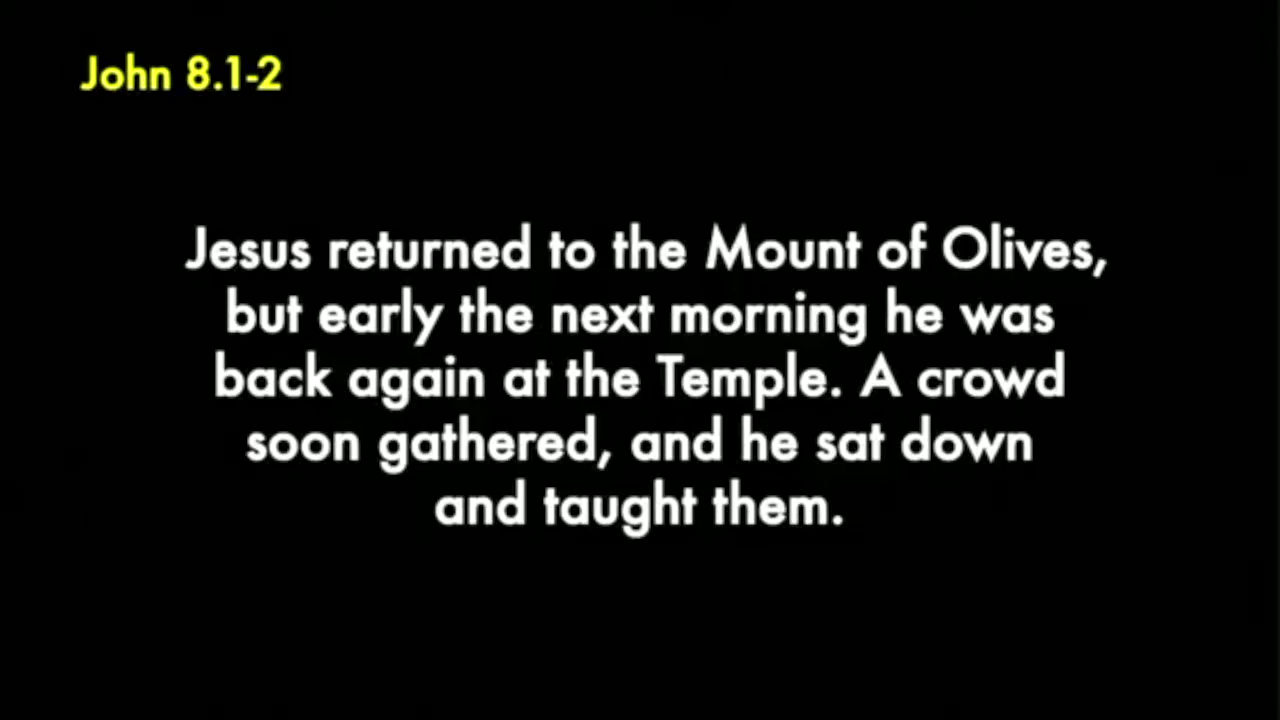 John 8.1-2
Jesus returned to the Mount of Olives,
but early the next morning he was
back again at the Temple. A crowd
soon gathered, and he sat down
and taught them.